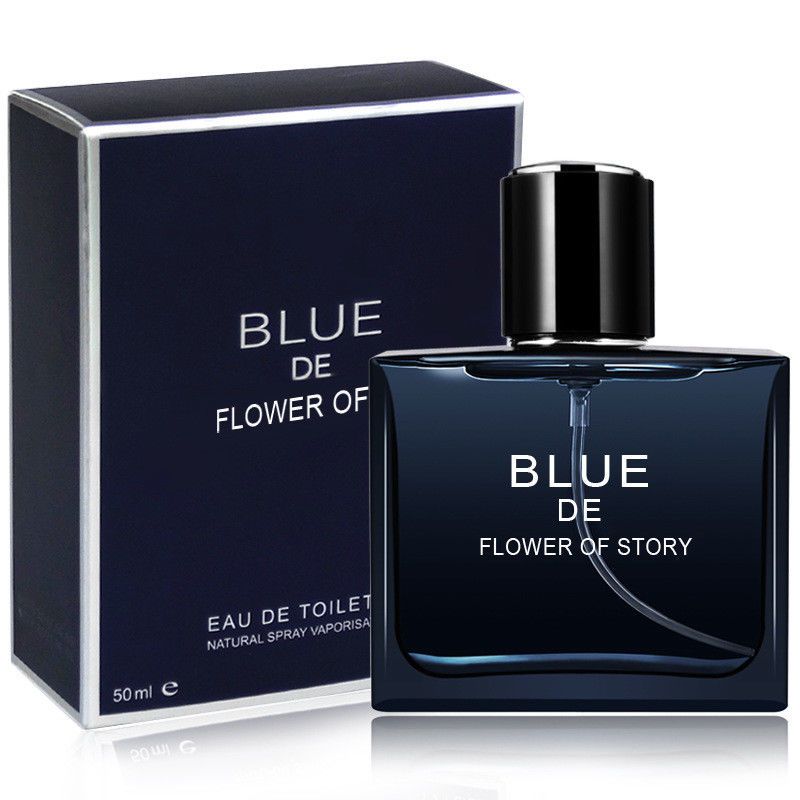 BLUE
DE
FLOWER OF
EAU DE TOILET
NATURAL SPRAY VAPORISA
50ml e
BLUE
DE
FLOWER OF STORY